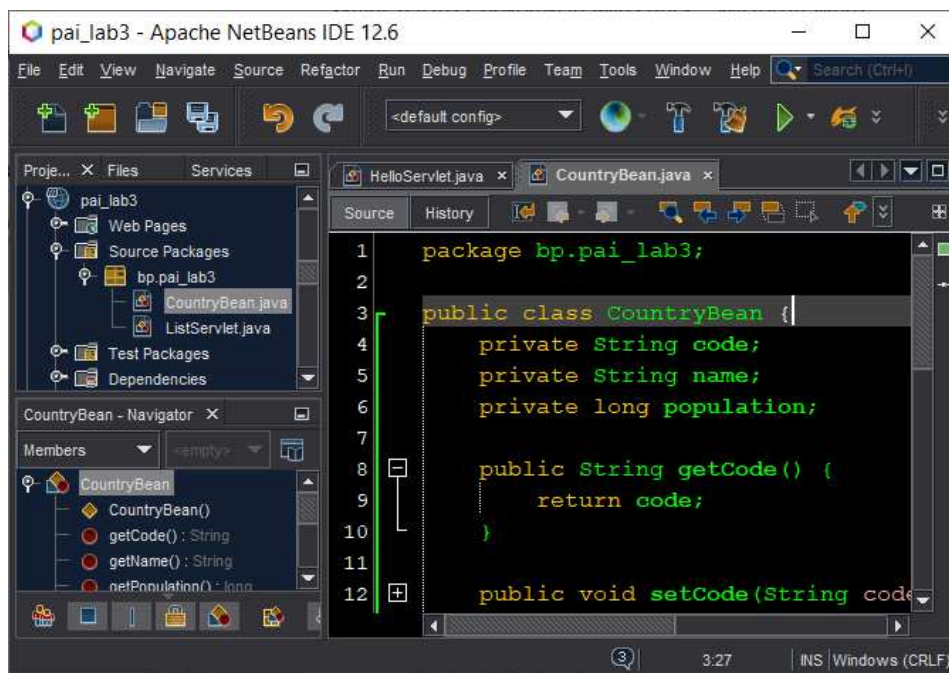 pai_lab3 - Apache NetBeans IDE 12.6
File Edit View Navigate Source Refactor Run Debug Profile Team Tools Window Help Search (Ctrl+I)
<default config>
Proje... Files Services
HelloServlet.java CountryBean.java
Source History
pai_lab3
Web Pages
Source Packages
bp.pai_lab3
CountryBean.java
ListServlet.java
Test Packages
Dependencies
CountryBean - Navigator
Members <empty>
CountryBean
CountryBean()
getCode() : String
getName() : String
getPopulation() : long
1 package bp.pai_lab3;
2
3 public class CountryBean {
4 private String code;
5 private String name;
6 private long population;
7
8 public String getCode() {
9 return code;
10 }
11
12 public void setCode(String code
3 3:27 INS Windows (CRLF)